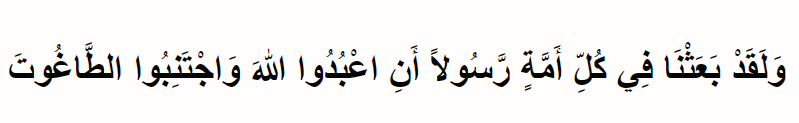 وَلَقَدْ بَعَثْنَا فِي كُلِّ أَمَّةٍ رَّسُولاً أَنِ اعْبُدُوا اللهَ وَاجْتَنِبُوا الطَّاغُوتَ